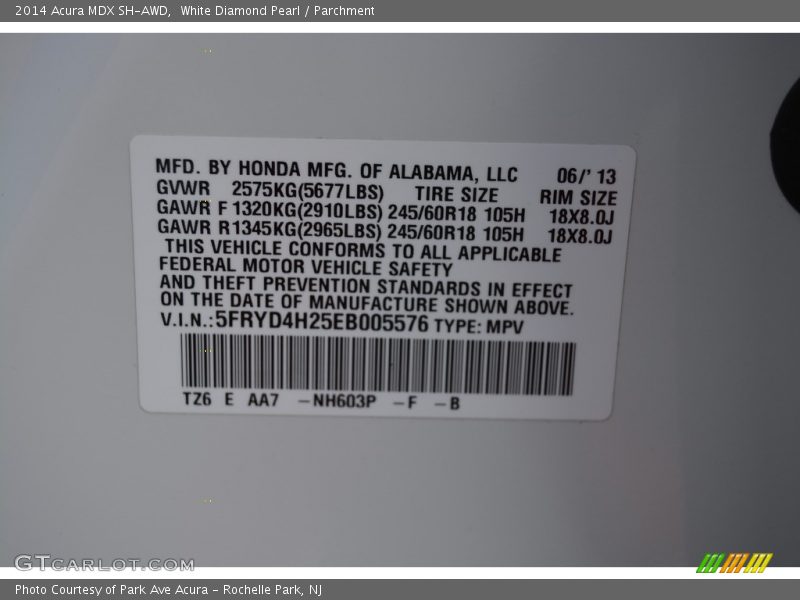 2014 Acura MDX SH-AWD, White Diamond Pearl / Parchment
MFD. BY HONDA MFG. OF ALABAMA, LLC 06/' 13
GVWR 2575KG(5677LBS) TIRE SIZE RIM SIZE
GAWR F 1320KG(2910LBS) 245/60R18 105H 18X8.0J
GAWR R 1345KG(2965LBS) 245/60R18 105H 18X8.0J
THIS VEHICLE CONFORMS TO ALL APPLICABLE
FEDERAL MOTOR VEHICLE SAFETY
AND THEFT PREVENTION STANDARDS IN EFFECT
ON THE DATE OF MANUFACTURE SHOWN ABOVE.
V.I.N.:5FRYD4H25EB005576 TYPE: MPV
TZ6 E AA7 -NH603P -F -B
GTCARLOT.COM
Photo Courtesy of Park Ave Acura - Rochelle Park, NJ